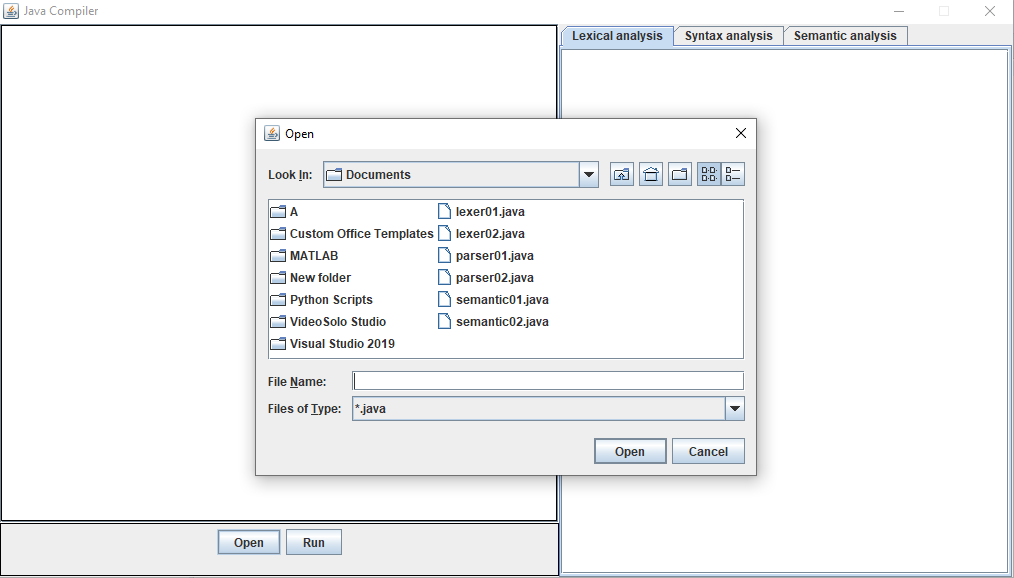 Java Compiler
Lexical analysis Syntax analysis Semantic analysis
Open
Look In: Documents
A
Custom Office Templates
MATLAB
New folder
Python Scripts
VideoSolo Studio
Visual Studio 2019
lexer01.java
lexer02.java
parser01.java
parser02.java
semantic01.java
semantic02.java
File Name:
Files of Type: *.java
Open Cancel
Open Run